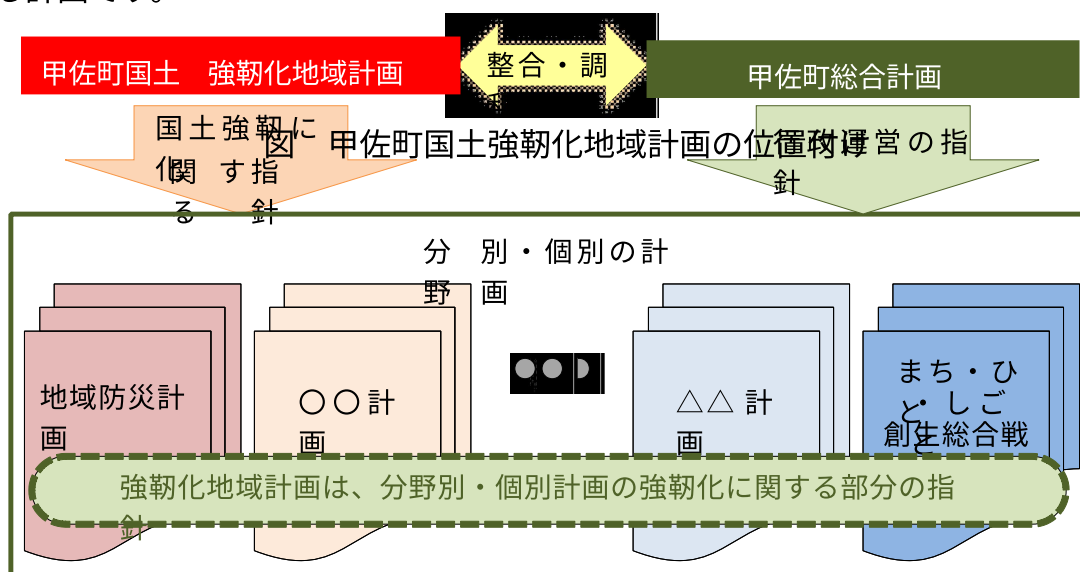 る計画です。
甲佐町国土　強靭化地域計画
整合・調
甲佐町総合計画
国土強靭に
化
関　す指
る　　針
図　甲佐町国土強靭化地域計画の位置付け
行政運営の指
針
分　別・個別の計
野　画
地域防災計
画
〇〇計
画
△△計
画
まち・ひ
と
・しご
と
創生総合戦
強靭化地域計画は、分野別・個別計画の強靭化に関する部分の指
針